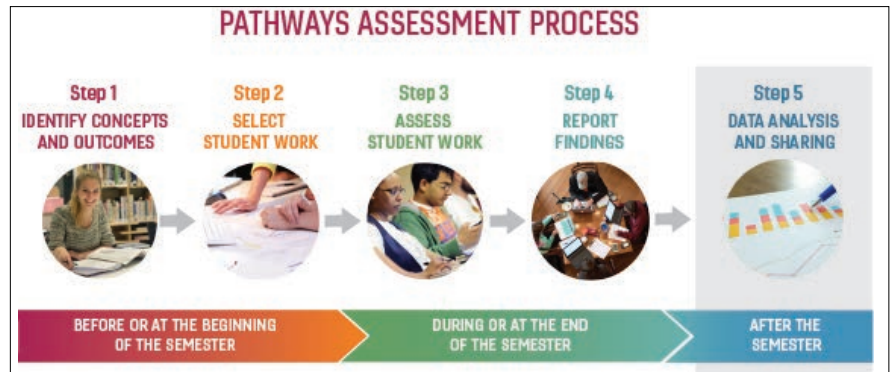 PATHWAYS ASSESSMENT PROCESS
Step 1
IDENTIFY CONCEPTS
AND OUTCOMES
Step 2
SELECT
STUDENT WORK
Step 3
ASSESS
STUDENT WORK
Step 4
REPORT
FINDINGS
Step 5
DATA ANALYSIS
AND SHARING
BEFORE OR AT THE BEGINNING
OF THE SEMESTER
DURING OR AT THE END
OF THE SEMESTER
AFTER THE
SEMESTER